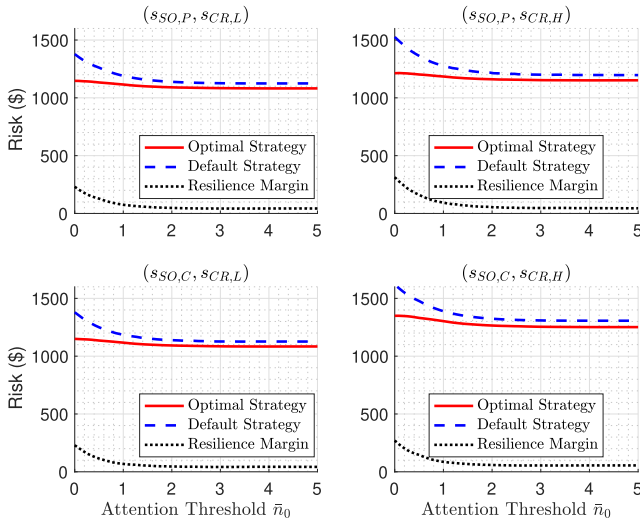 (s_{SO,P}, s_{CR,L})
(s_{SO,P}, s_{CR,H})
Risk ($)
1500
1000
500
0
Optimal Strategy
Default Strategy
Resilience Margin
0 1 2 3 4 5
1500
1000
500
0
Optimal Strategy
Default Strategy
Resilience Margin
0 1 2 3 4 5
(s_{SO,C}, s_{CR,L})
(s_{SO,C}, s_{CR,H})
Risk ($)
1500
1000
500
0
Optimal Strategy
Default Strategy
Resilience Margin
0 1 2 3 4 5
Attention Threshold n̄₀
1500
1000
500
0
Optimal Strategy
Default Strategy
Resilience Margin
0 1 2 3 4 5
Attention Threshold n̄₀